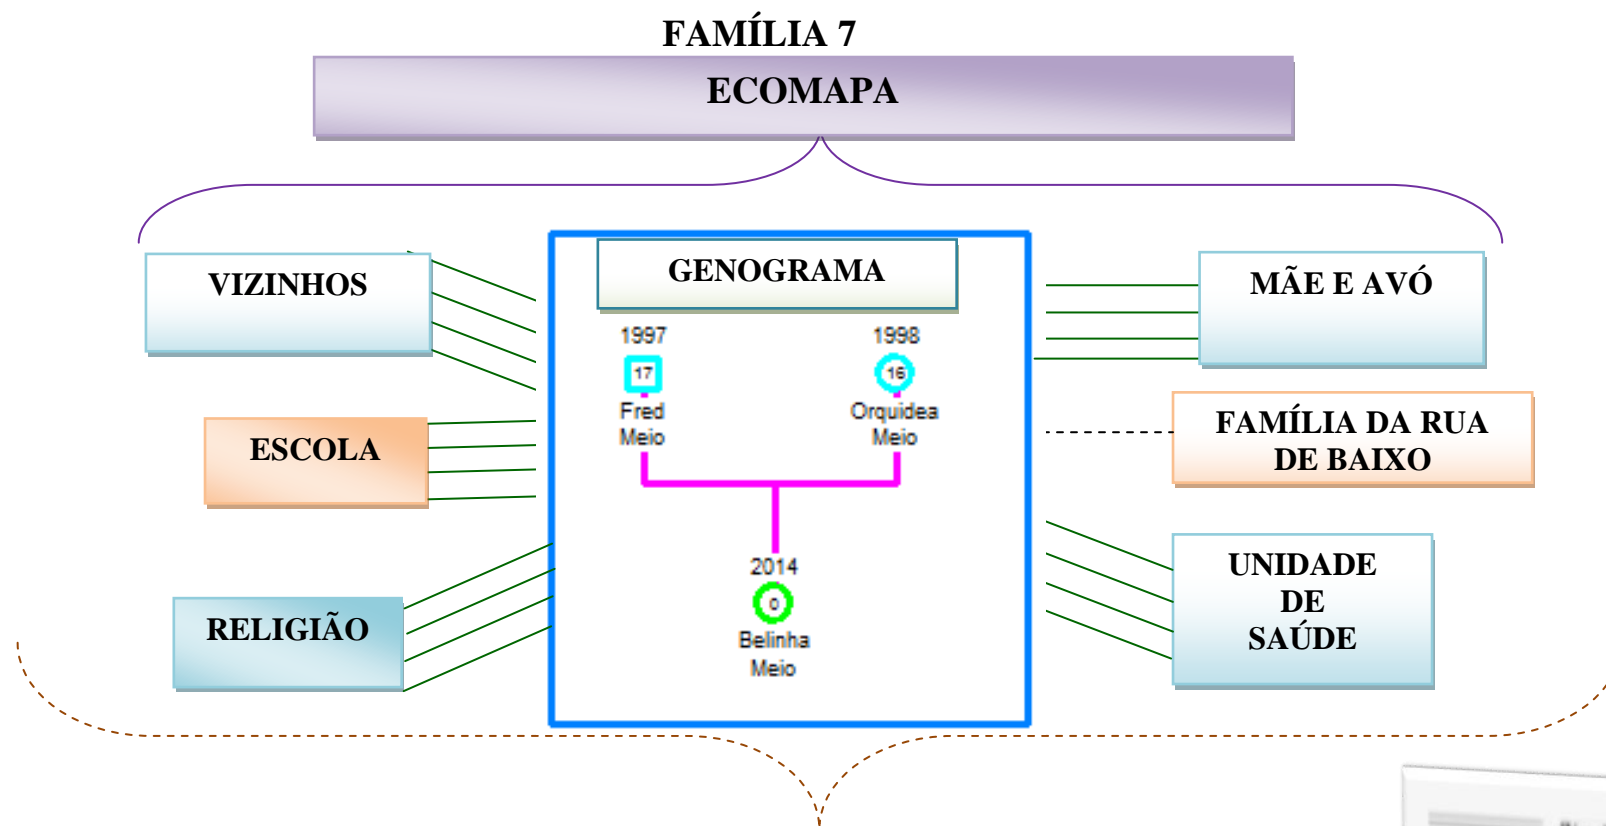 FAMÍLIA 7
ECOMAPA
VIZINHOS
GENOGRAMA
MÃE E AVÓ
1997
1998
17
16
Fred
Meio
Orquidea
Meio
ESCOLA
FAMÍLIA DA RUA
DE BAIXO
2014
0
Belinha
Meio
RELIGIÃO
UNIDADE
DE
SAÚDE